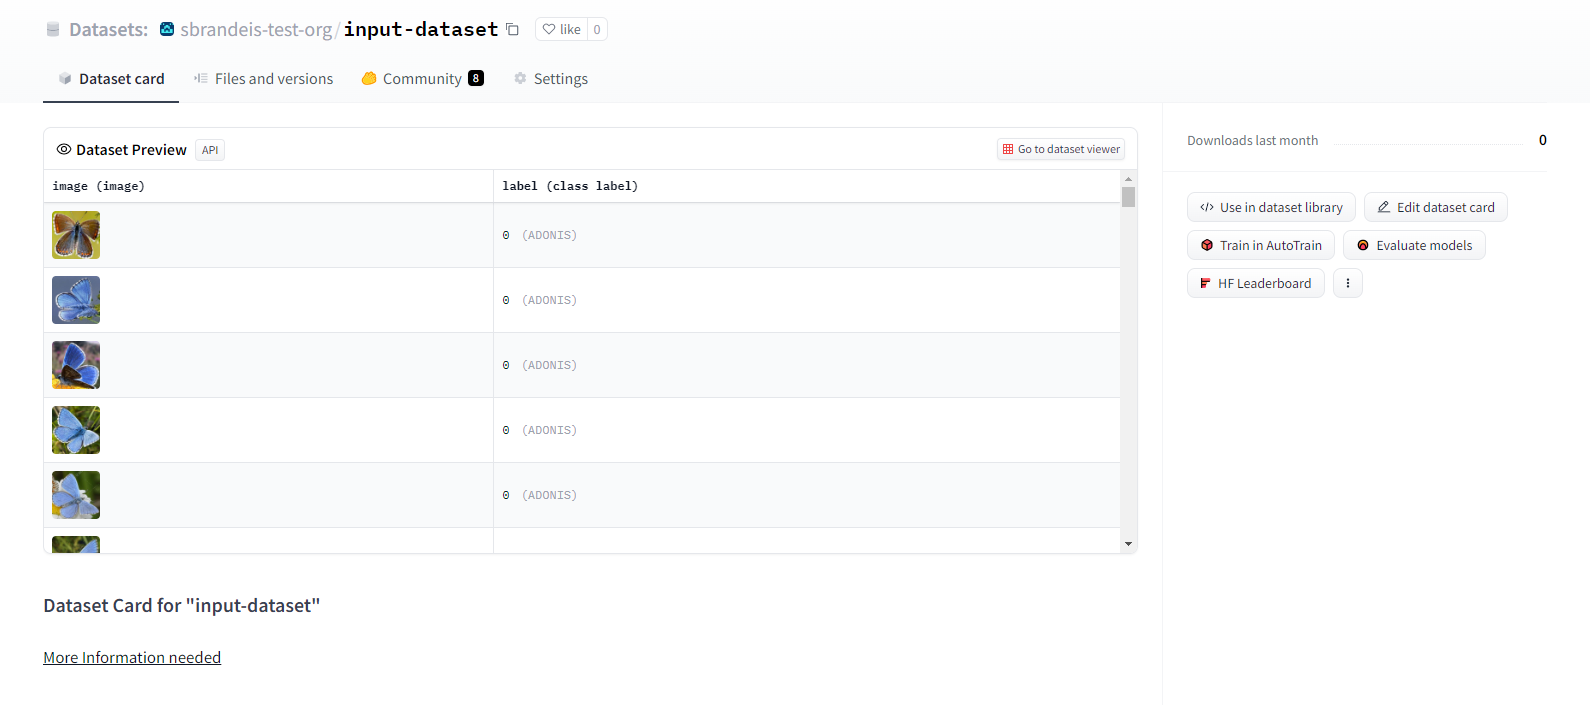 Datasets: sbrandeis-test-org/input-dataset like 0
Dataset card Files and versions Community 8 Settings
Dataset Preview API Go to dataset viewer
image (image) label (class label)
0 (ADONIS)
0 (ADONIS)
0 (ADONIS)
0 (ADONIS)
0 (ADONIS)
Dataset Card for "input-dataset"
More Information needed
Downloads last month 0
Use in dataset library Edit dataset card
Train in AutoTrain Evaluate models
HF Leaderboard